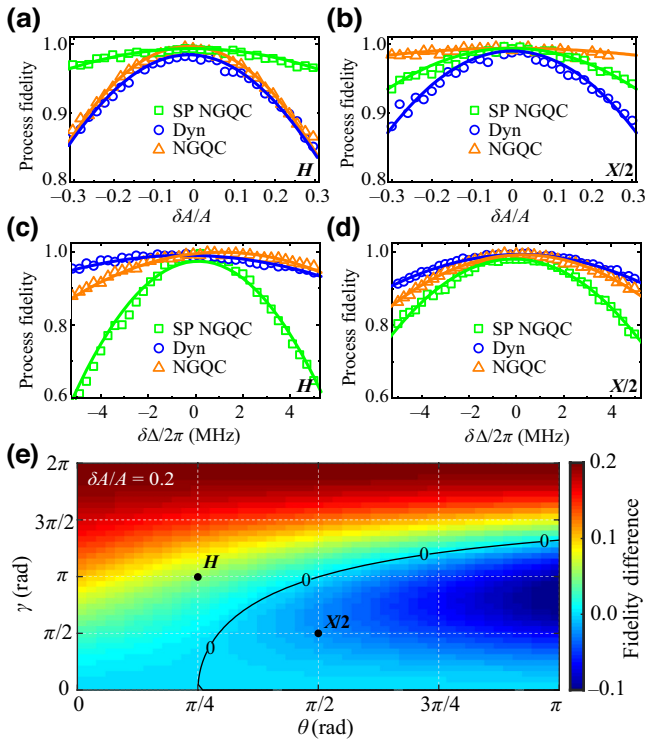 (a)
Process fidelity
1.0
0.9
0.8
SP NGQC
Dyn
NGQC
H
−0.3 −0.2 −0.1 0 0.1 0.2 0.3
δA/A
(b)
Process fidelity
1.0
0.9
0.8
SP NGQC
Dyn
NGQC
X/2
−0.3 −0.2 −0.1 0 0.1 0.2 0.3
δA/A
(c)
Process fidelity
1.0
0.8
0.6
SP NGQC
Dyn
NGQC
H
−4 −2 0 2 4
δΔ/2π (MHz)
(d)
Process fidelity
1.0
0.8
0.6
SP NGQC
Dyn
NGQC
X/2
−4 −2 0 2 4
δΔ/2π (MHz)
(e)
δA/A = 0.2
γ (rad)
2π
3π/2
π
π/2
0
H
X/2
0
0
0
0
0 π/4 π/2 3π/4 π
θ (rad)
0.2
0.1
0.0
−0.1
Fidelity difference